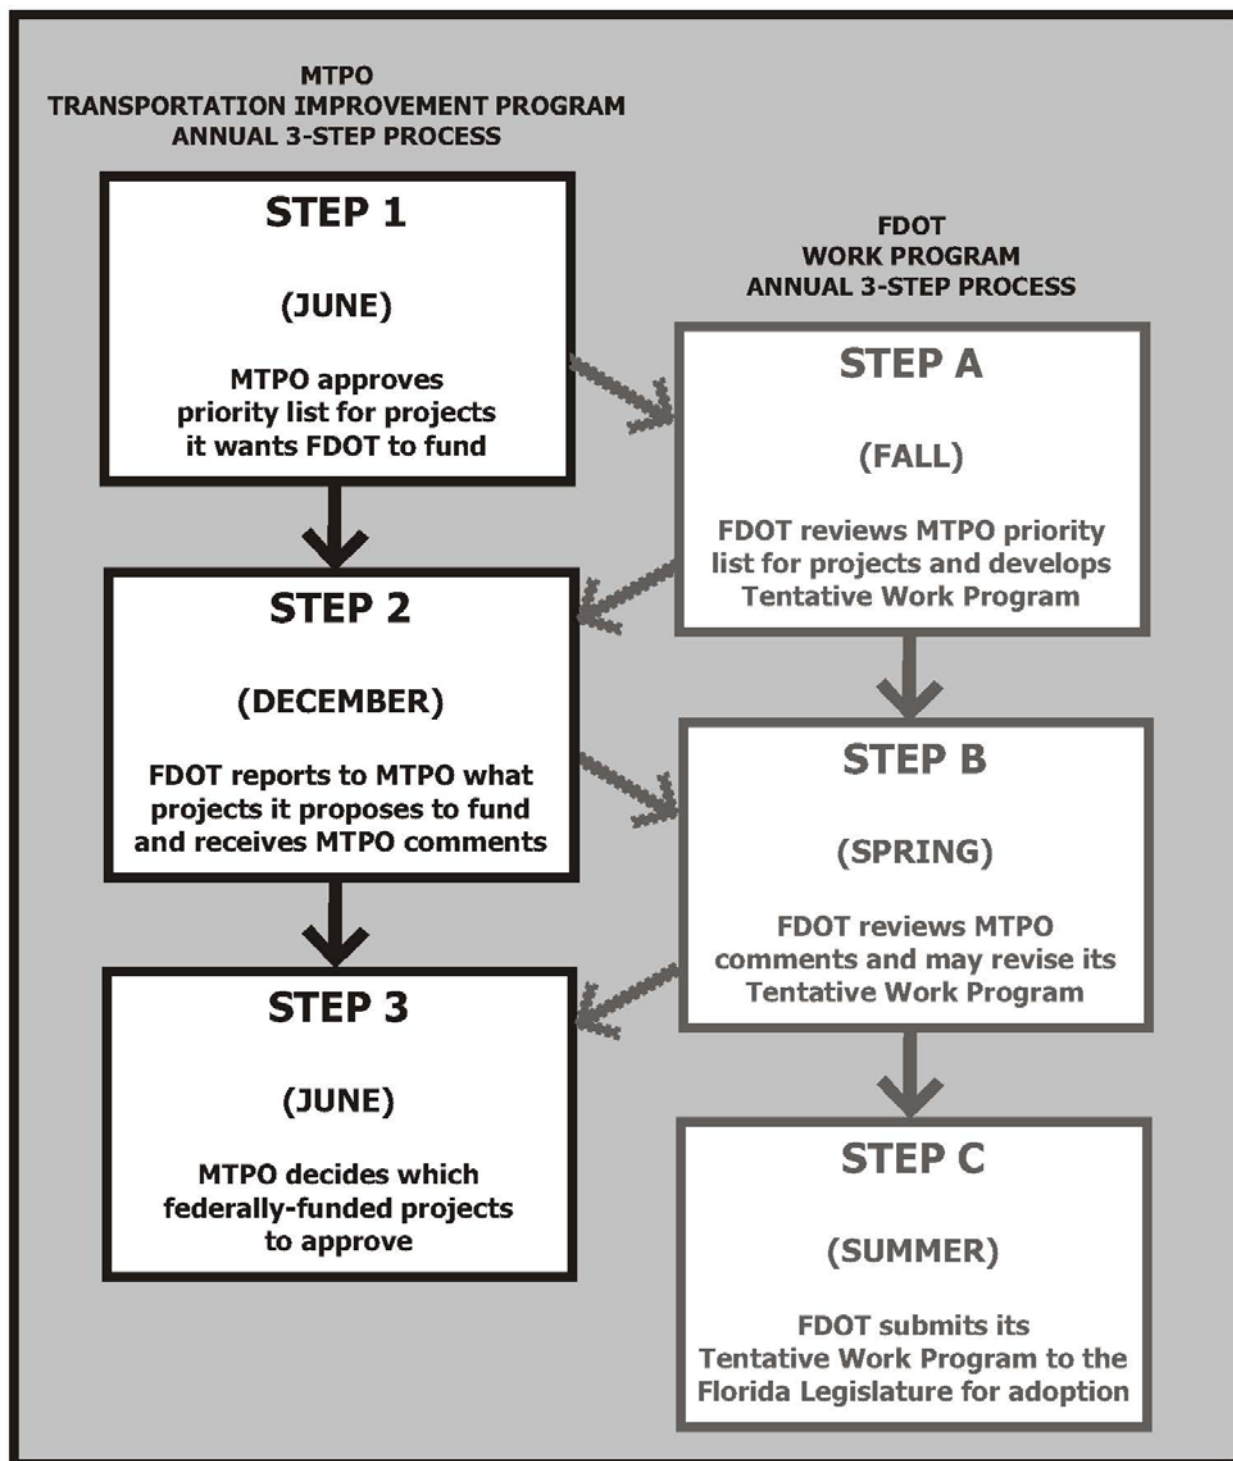 MTPO
TRANSPORTATION IMPROVEMENT PROGRAM
ANNUAL 3-STEP PROCESS
STEP 1
(JUNE)
MTPO approves
priority list for projects
it wants FDOT to fund
STEP 2
(DECEMBER)
FDOT reports to MTPO what
projects it proposes to fund
and receives MTPO comments
STEP 3
(JUNE)
MTPO decides which
federally-funded projects
to approve
FDOT
WORK PROGRAM
ANNUAL 3-STEP PROCESS
STEP A
(FALL)
FDOT reviews MTPO priority
list for projects and develops
Tentative Work Program
STEP B
(SPRING)
FDOT reviews MTPO
comments and may revise its
Tentative Work Program
STEP C
(SUMMER)
FDOT submits its
Tentative Work Program to the
Florida Legislature for adoption